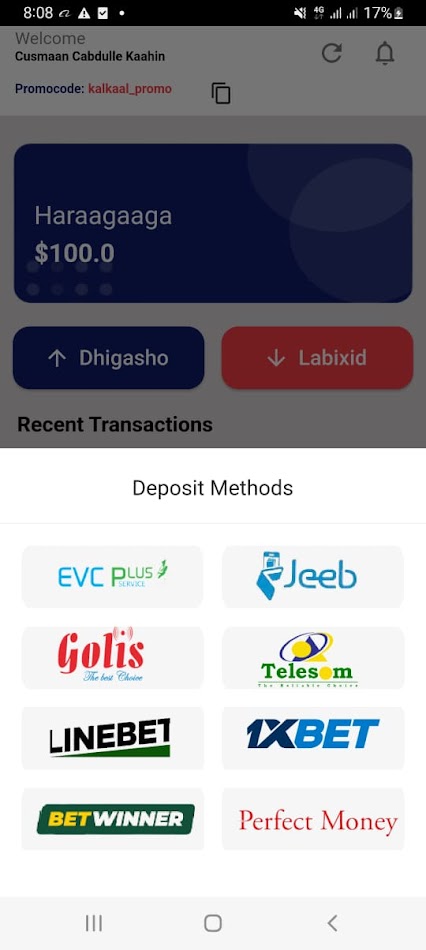 8:08
4G
17%
Welcome
Cusmaan Cabdulle Kaahin
Promocode: kalkaal_promo
Haraagaaga
$100.0
Dhigasho
Labixid
Recent Transactions
Deposit Methods
EVC PLUS
SERVICE
Jeeb
Golis
The best Choice
Telesom
The Reliable Choice
LINEBET
1XBET
BETWINNER
Perfect Money